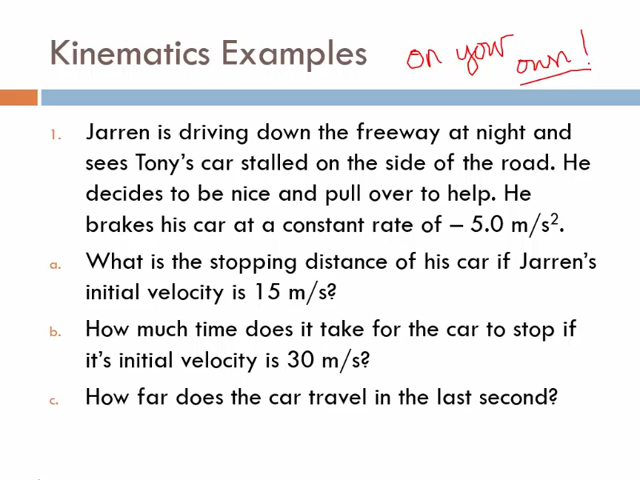 Kinematics Examples on your own!
1. Jarren is driving down the freeway at night and
sees Tony's car stalled on the side of the road. He
decides to be nice and pull over to help. He
brakes his car at a constant rate of – 5.0 m/s².
a. What is the stopping distance of his car if Jarren's
initial velocity is 15 m/s?
b. How much time does it take for the car to stop if
it's initial velocity is 30 m/s?
c. How far does the car travel in the last second?